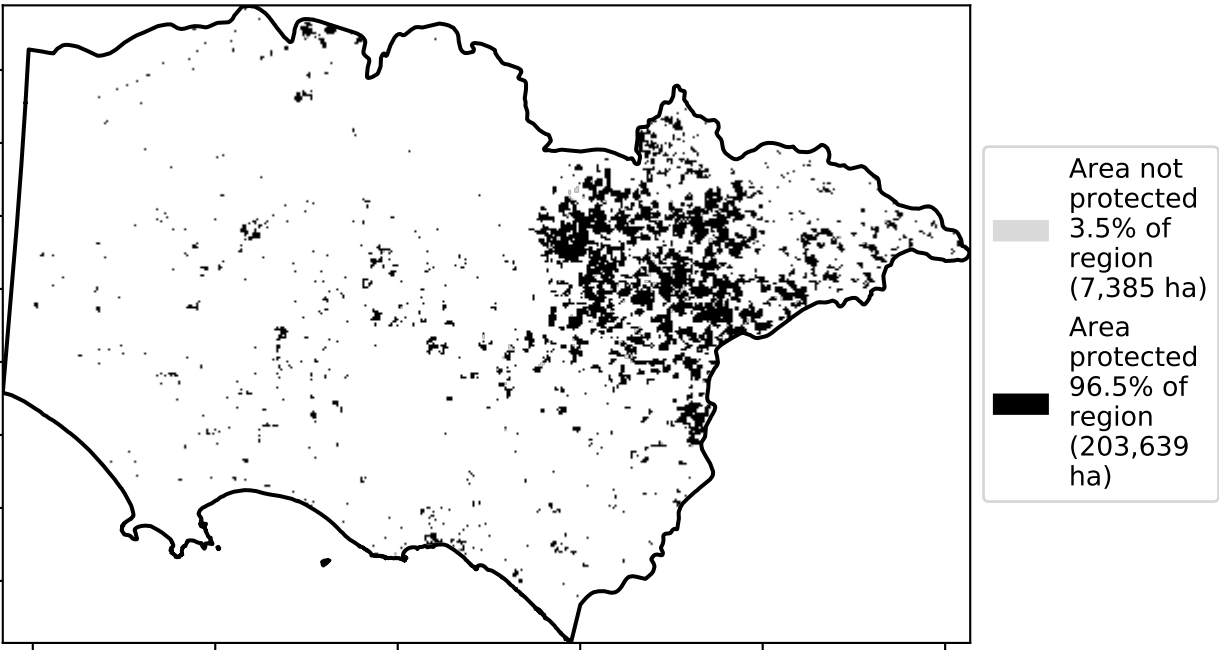 Area not
protected
3.5% of
region
(7,385 ha)
Area
protected
96.5% of
region
(203,639
ha)